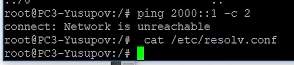 root@PC3-Yusupov:/# ping 2000::1 -c 2
connect: Network is unreachable
root@PC3-Yusupov:/# cat /etc/resolv.conf
root@PC3-Yusupov:/#